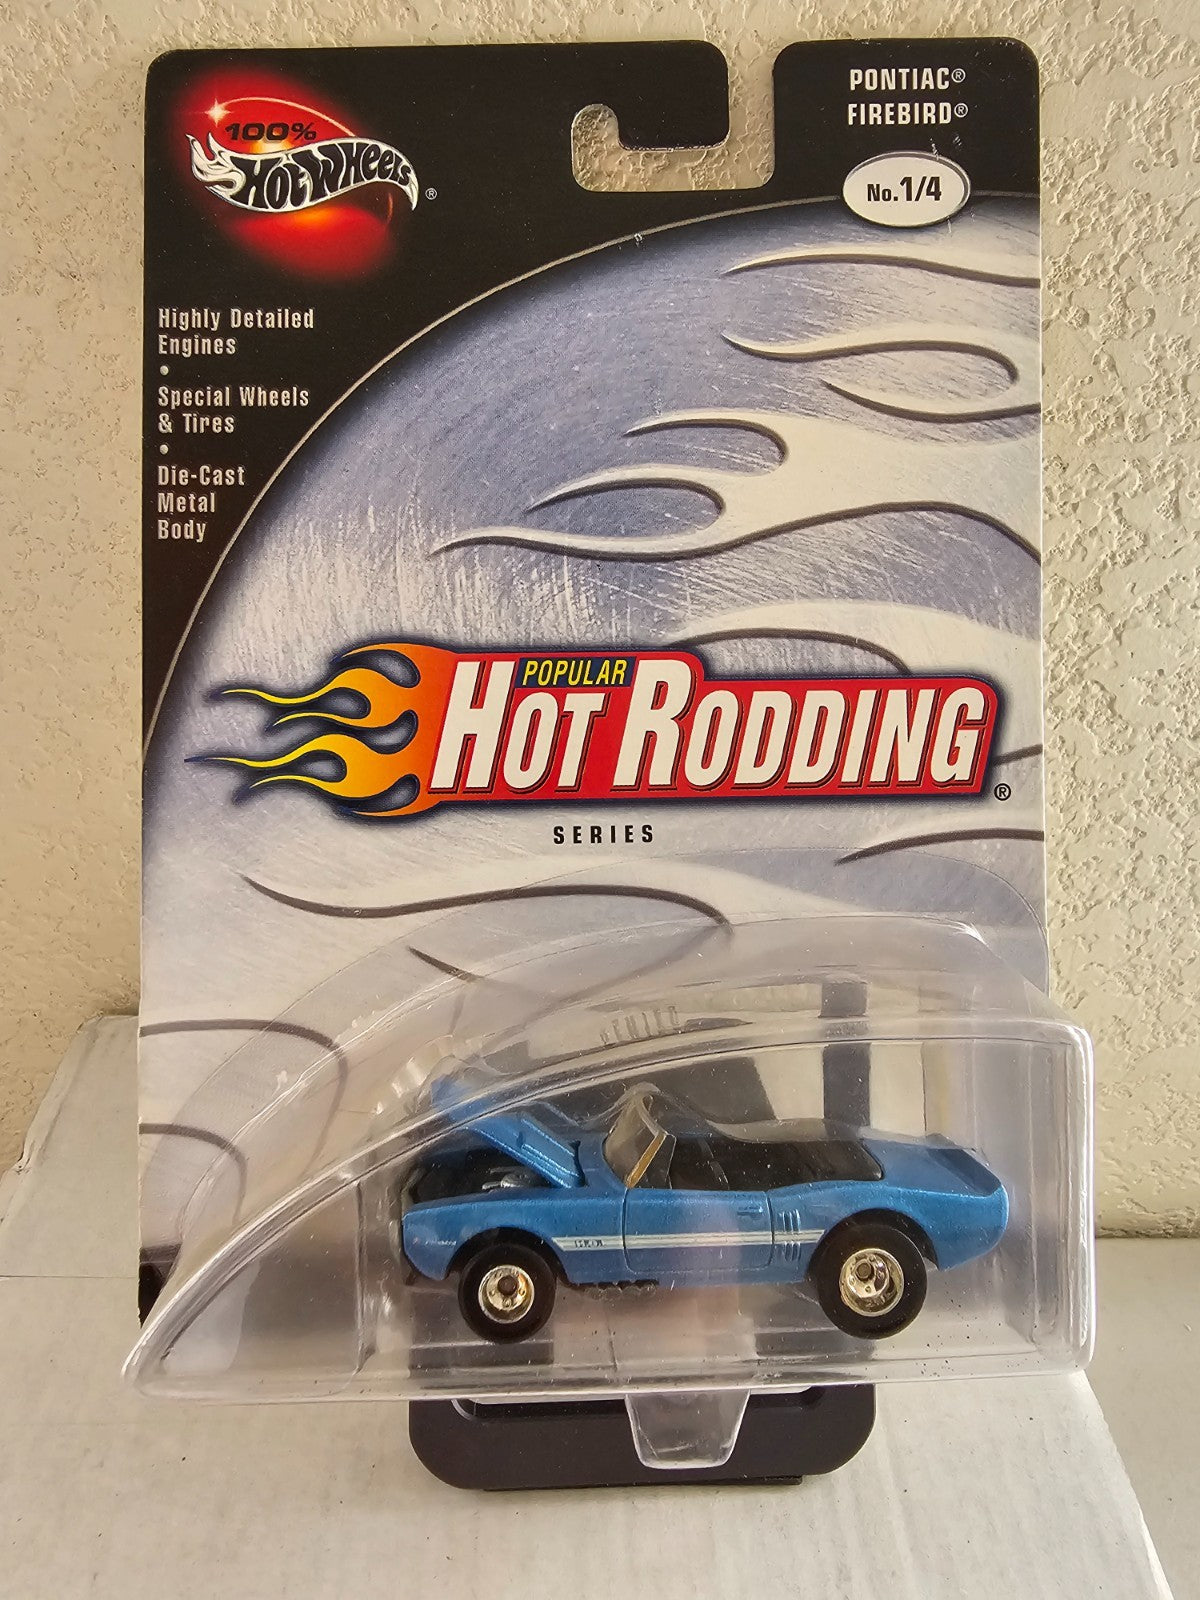 100%
Hot Wheels®
PONTIAC®
FIREBIRD®
No.1/4
Highly Detailed
Engines
•
Special Wheels
& Tires
•
Die-Cast
Metal
Body
POPULAR
HOT RODDING®
SERIES
H.O.